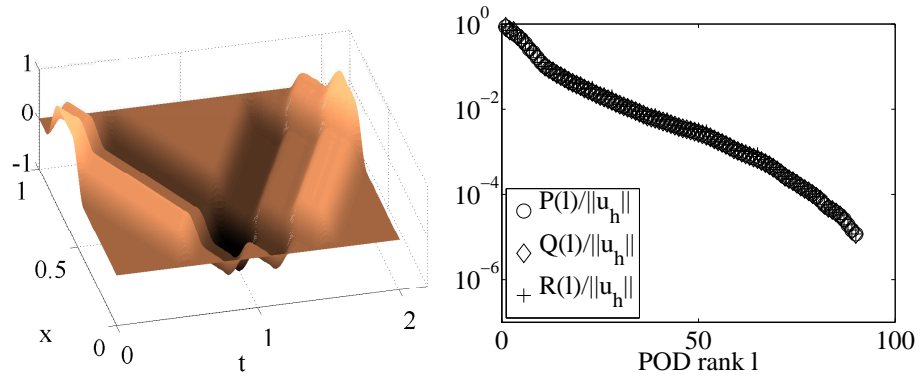 1
0
-1
1
0.5
0
x
0
1
2
t
10^0
10^-2
10^-4
10^-6
P(l)/||u_h||
Q(l)/||u_h||
R(l)/||u_h||
0
50
100
POD rank l